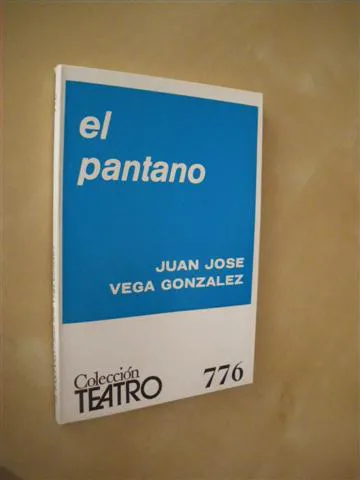 el
pantano
JUAN JOSE
VEGA GONZALEZ
Colección
TEATRO
776